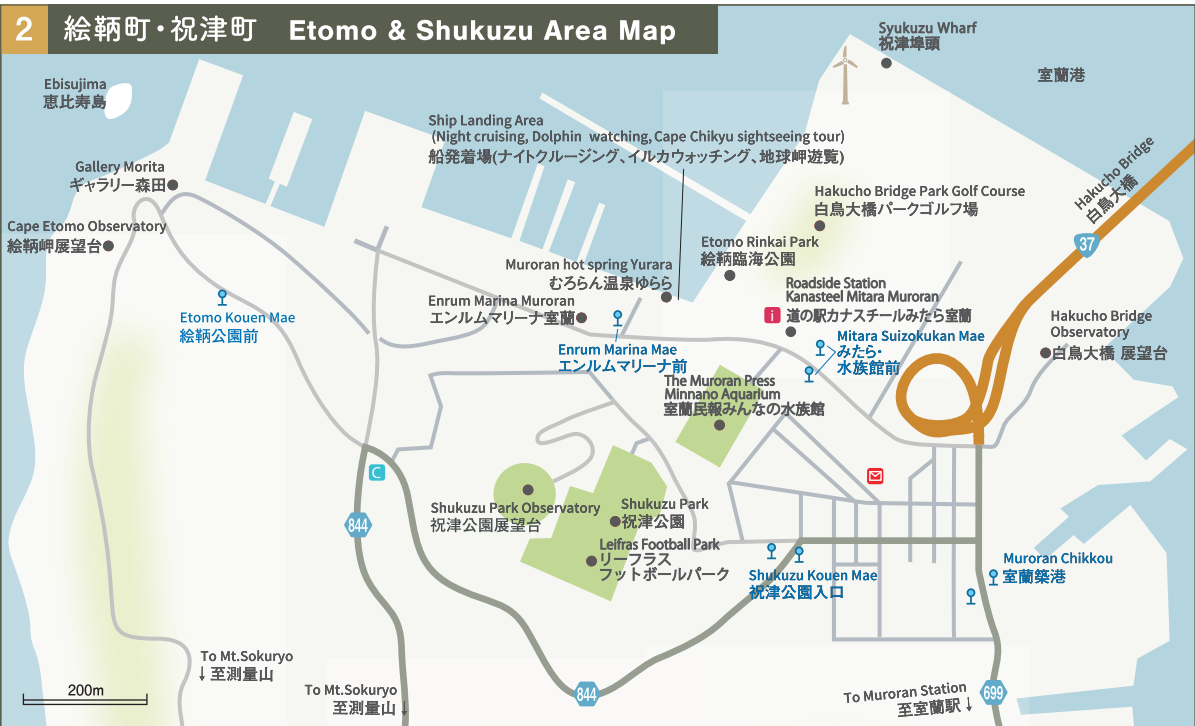 2 絵鞆町・祝津町 Etomo & Shukuzu Area Map
Syukuzu Wharf
祝津埠頭
室蘭港
Ebisujima
恵比寿島
Ship Landing Area
(Night cruising, Dolphin watching, Cape Chikyu sightseeing tour)
船発着場(ナイトクルージング、イルカウォッチング、地球岬遊覧)
Hakucho Bridge
白鳥大橋
37
Gallery Morita
ギャラリー森田
Hakucho Bridge Park Golf Course
白鳥大橋パークゴルフ場
Cape Etomo Observatory
絵鞆岬展望台
Etomo Rinkai Park
絵鞆臨海公園
Muroran hot spring Yurara
むろらん温泉ゆらら
Roadside Station
Kanasteel Mitara Muroran
i 道の駅カナスチールみたら室蘭
Enrum Marina Muroran
エンルムマリーナ室蘭
Etomo Kouen Mae
絵鞆公園前
Hakucho Bridge
Observatory
白鳥大橋 展望台
Mitara Suizokukan Mae
みたら・
水族館前
Enrum Marina Mae
エンルムマリーナ前
The Muroran Press
Minnano Aquarium
室蘭民報みんなの水族館
C
844
Shukuzu Park Observatory
祝津公園展望台
Shukuzu Park
祝津公園
Leifras Football Park
リーフラス
フットボールパーク
Shukuzu Kouen Mae
祝津公園入口
Muroran Chikkou
室蘭築港
To Mt.Sokuryo
↓至測量山
To Mt.Sokuryo
至測量山↓
844
To Muroran Station
至室蘭駅↓
699
200m